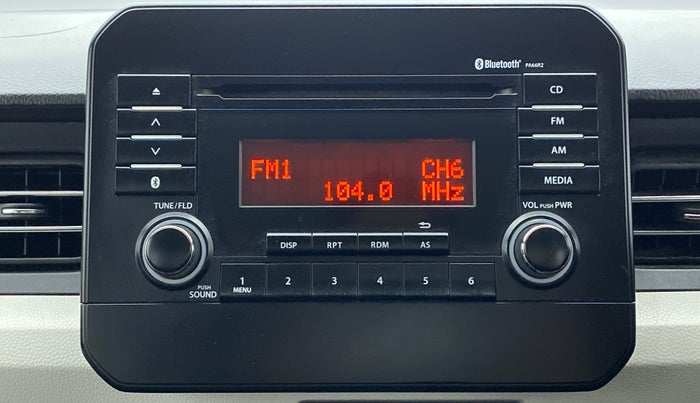 Bluetooth® PA66R2
CD
FM1 CH6
104.0 MHz
FM
AM
MEDIA
TUNE/FLD
VOL PUSH PWR
DISP RPT RDM AS
PUSH
SOUND
1 2 3 4 5 6
MENU